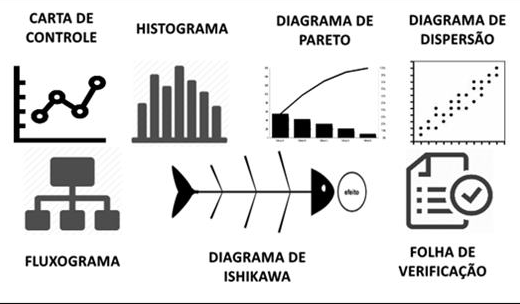 CARTA DE
CONTROLE
HISTOGRAMA
DIAGRAMA DE
PARETO
DIAGRAMA DE
DISPERSÃO
efeito
FLUXOGRAMA
DIAGRAMA DE
ISHIKAWA
FOLHA DE
VERIFICAÇÃO